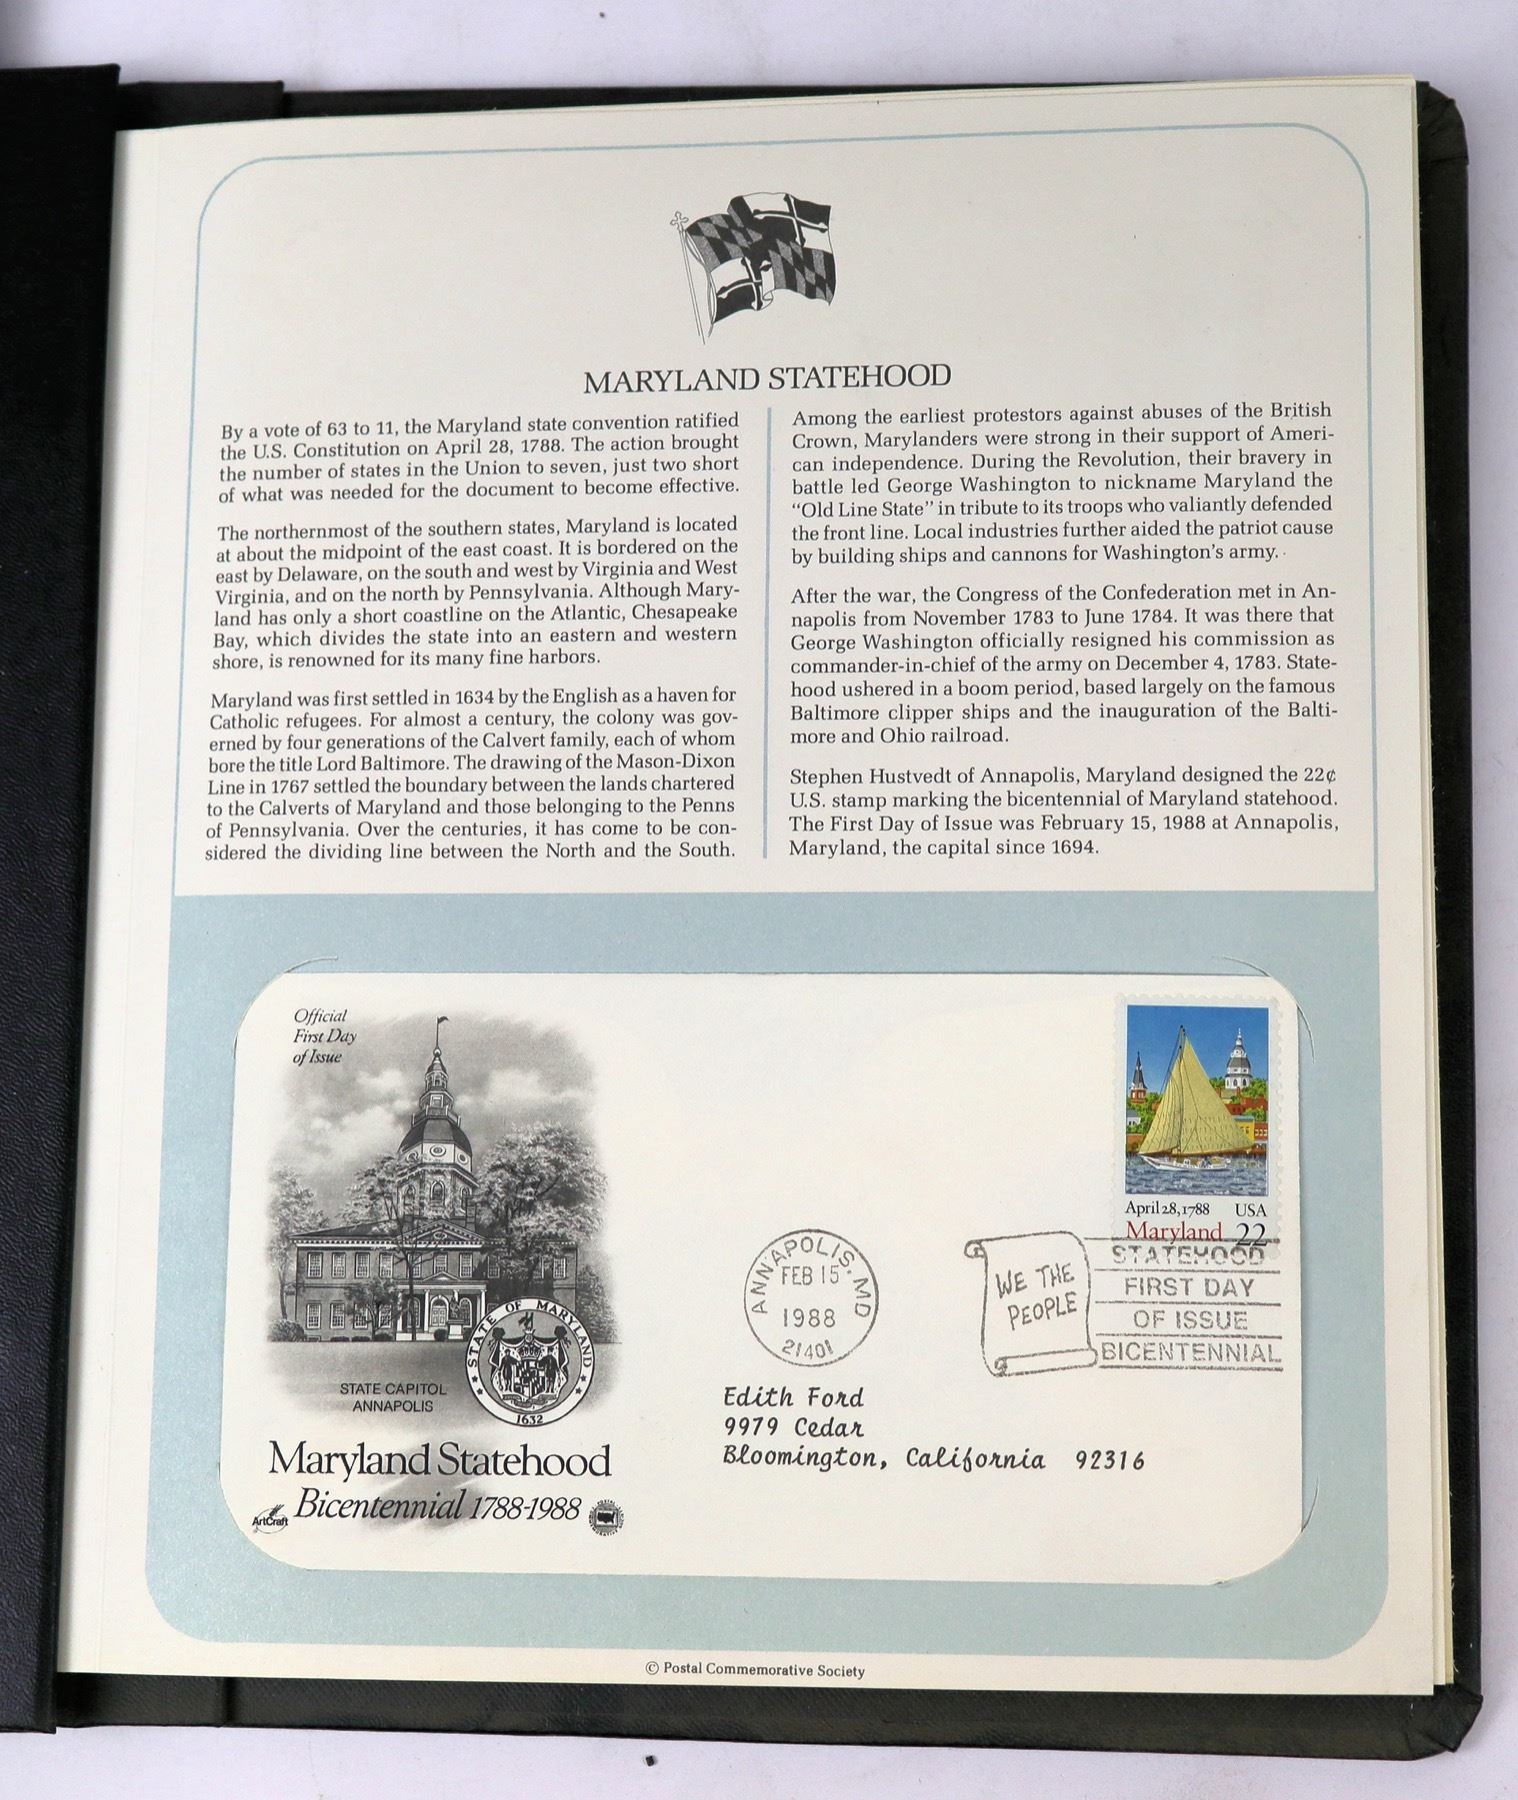 MARYLAND STATEHOOD
By a vote of 63 to 11, the Maryland state convention ratified
the U.S. Constitution on April 28, 1788. The action brought
the number of states in the Union to seven, just two short
of what was needed for the document to become effective.
The northernmost of the southern states, Maryland is located
at about the midpoint of the east coast. It is bordered on the
east by Delaware, on the south and west by Virginia and West
Virginia, and on the north by Pennsylvania. Although Mary-
land has only a short coastline on the Atlantic, Chesapeake
Bay, which divides the state into an eastern and western
shore, is renowned for its many fine harbors.
Maryland was first settled in 1634 by the English as a haven for
Catholic refugees. For almost a century, the colony was gov-
erned by four generations of the Calvert family, each of whom
bore the title Lord Baltimore. The drawing of the Mason-Dixon
Line in 1767 settled the boundary between the lands chartered
to the Calverts of Maryland and those belonging to the Penns
of Pennsylvania. Over the centuries, it has come to be con-
sidered the dividing line between the North and the South.
Among the earliest protestors against abuses of the British
Crown, Marylanders were strong in their support of Ameri-
can independence. During the Revolution, their bravery in
battle led George Washington to nickname Maryland the
“Old Line State” in tribute to its troops who valiantly defended
the front line. Local industries further aided the patriot cause
by building ships and cannons for Washington's army.
After the war, the Congress of the Confederation met in An-
napolis from November 1783 to June 1784. It was there that
George Washington officially resigned his commission as
commander-in-chief of the army on December 4, 1783. State-
hood ushered in a boom period, based largely on the famous
Baltimore clipper ships and the inauguration of the Balti-
more and Ohio railroad.
Stephen Hustvedt of Annapolis, Maryland designed the 22¢
U.S. stamp marking the bicentennial of Maryland statehood.
The First Day of Issue was February 15, 1988 at Annapolis,
Maryland, the capital since 1694.
Official
First Day
of Issue
STATE CAPITOL
ANNAPOLIS
STATE OF MARYLAND
1632
Maryland Statehood
Bicentennial 1788-1988
ArtCraft
April 28, 1788 USA
Maryland 22
ANNAPOLIS, MD
FEB 15
1988
21401
WE THE
PEOPLE
STATEHOOD
FIRST DAY
OF ISSUE
BICENTENNIAL
Edith Ford
9979 Cedar
Bloomington, California 92316
© Postal Commemorative Society